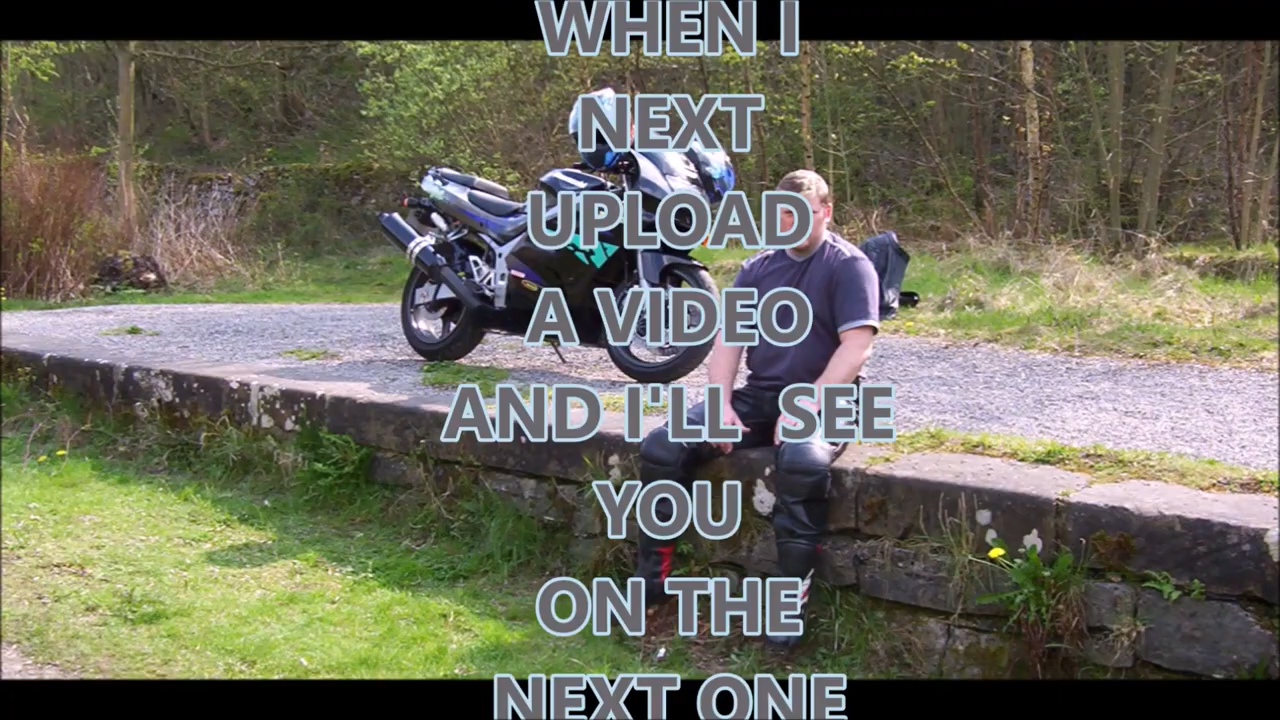 WHEN I
NEXT
UPLOAD
A VIDEO
AND I'LL SEE
YOU
ON THE
NEXT ONE